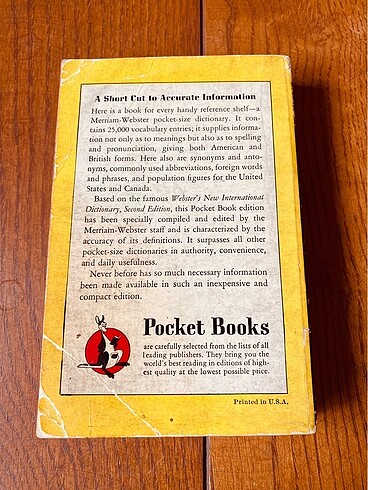 A Short Cut to Accurate Information
Here is a book for every handy reference shelf—a
Merriam-Webster pocket-size dictionary. It con-
tains 25,000 vocabulary entries; it supplies informa-
tion not only as to meanings but also as to spelling
and pronunciation, giving both American and
British forms. Here also are synonyms and anto-
nyms, commonly used abbreviations, foreign words
and phrases, and population figures for the United
States and Canada.
Based on the famous Webster's New International
Dictionary, Second Edition, this Pocket Book edition
has been specially compiled and edited by the
Merriam-Webster staff and is characterized by the
accuracy of its definitions. It surpasses all other
pocket-size dictionaries in authority, convenience,
and daily usefulness.
Never before has so much necessary information
been made available in such an inexpensive and
compact edition.
Pocket Books
are carefully selected from the lists of all
leading publishers. They bring you the
world's best reading in editions of high-
est quality at the lowest possible price.
Printed in U.S.A.